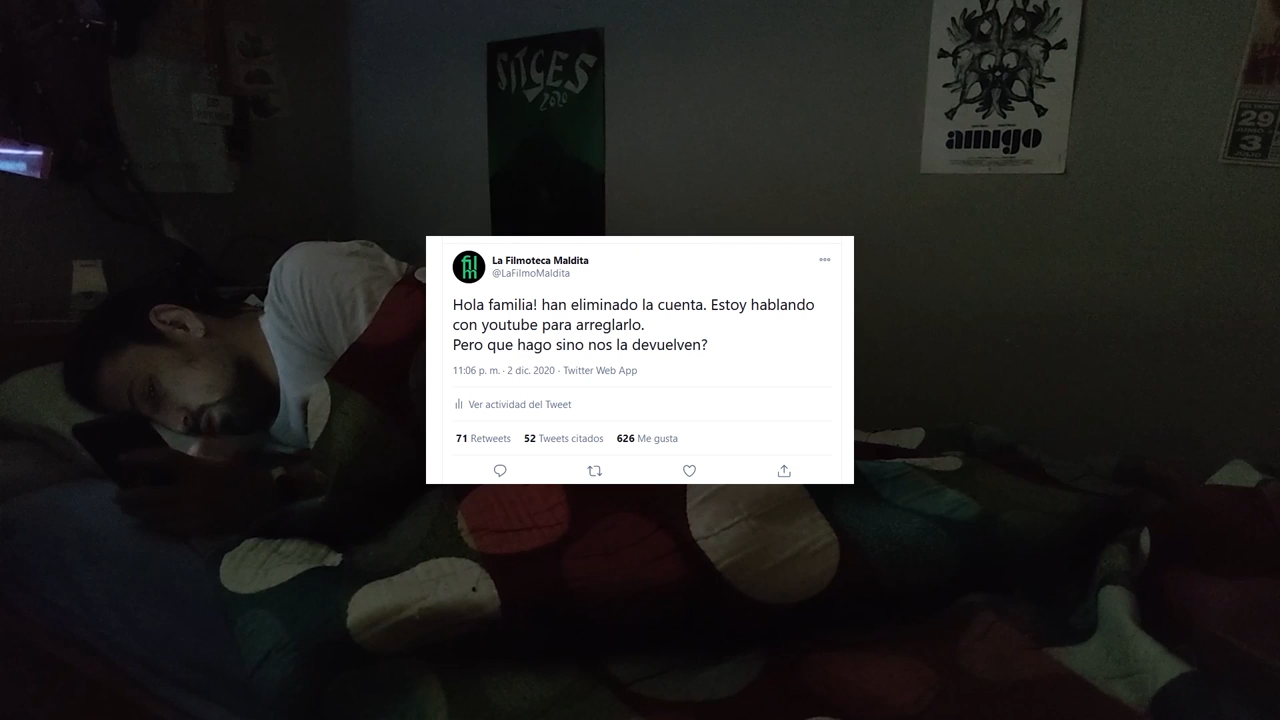 SITGES
2020
amigo
29
JUNIO
3
JULIO
La Filmoteca Maldita
@LaFilmoMaldita
Hola familia! han eliminado la cuenta. Estoy hablando
con youtube para arreglarlo.
Pero que hago sino nos la devuelven?
11:06 p. m. · 2 dic. 2020 · Twitter Web App
Ver actividad del Tweet
71 Retweets 52 Tweets citados 626 Me gusta